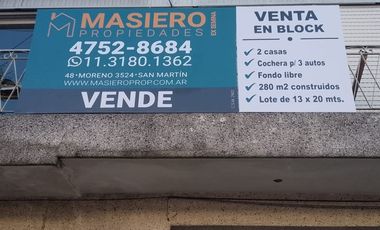 MASIERO
PROPIEDADES
4752-8684
11.3180.1362
48 - MORENO 3524 - SAN MARTÍN
WWW.MASIEROPROP.COM.AR
VENDE
VENTA
EN BLOCK
2 casas
Cochera p/ 3 autos
Fondo libre
280 m2 construidos
Lote de 13 x 20 mts.